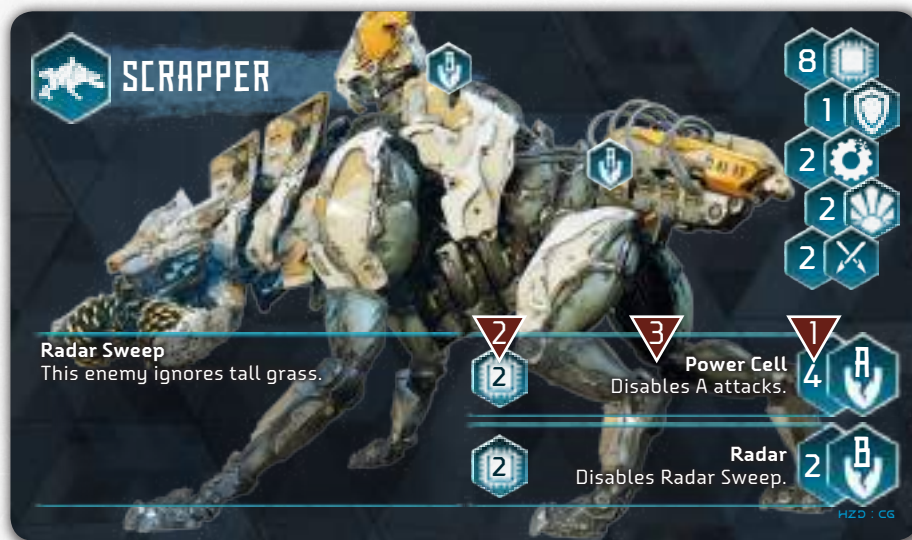 SCRAPPER
B
A
8
1
2
2
2
2
3
1
Radar Sweep
This enemy ignores tall grass.
2
Power Cell
Disables A attacks.
4
A
2
Radar
Disables Radar Sweep.
2
B
HZD : CG